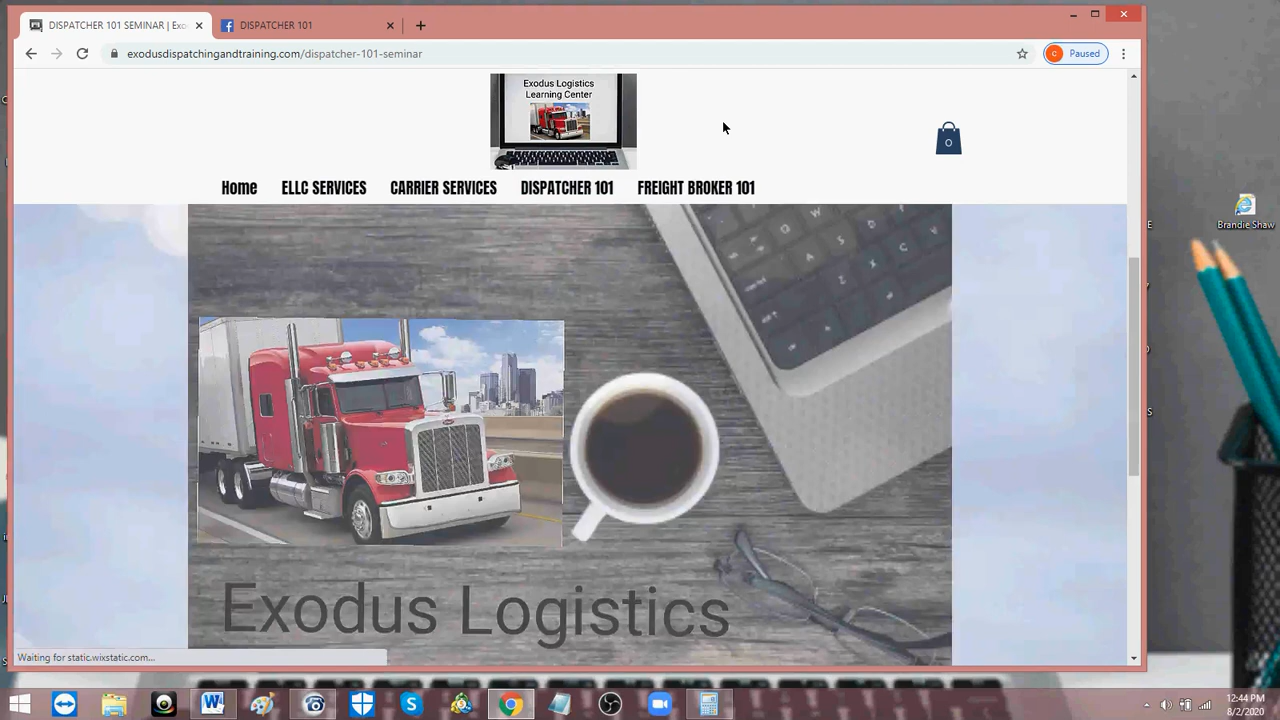 DISPATCHER 101 SEMINAR | Exo
DISPATCHER 101
exodusdispatchingandtraining.com/dispatcher-101-seminar
C
Paused
Exodus Logistics
Learning Center
0
Home
ELLC SERVICES
CARRIER SERVICES
DISPATCHER 101
FREIGHT BROKER 101
Brandie Shaw
Exodus Logistics
Waiting for static.wixstatic.com...
12:44 PM
8/2/2020